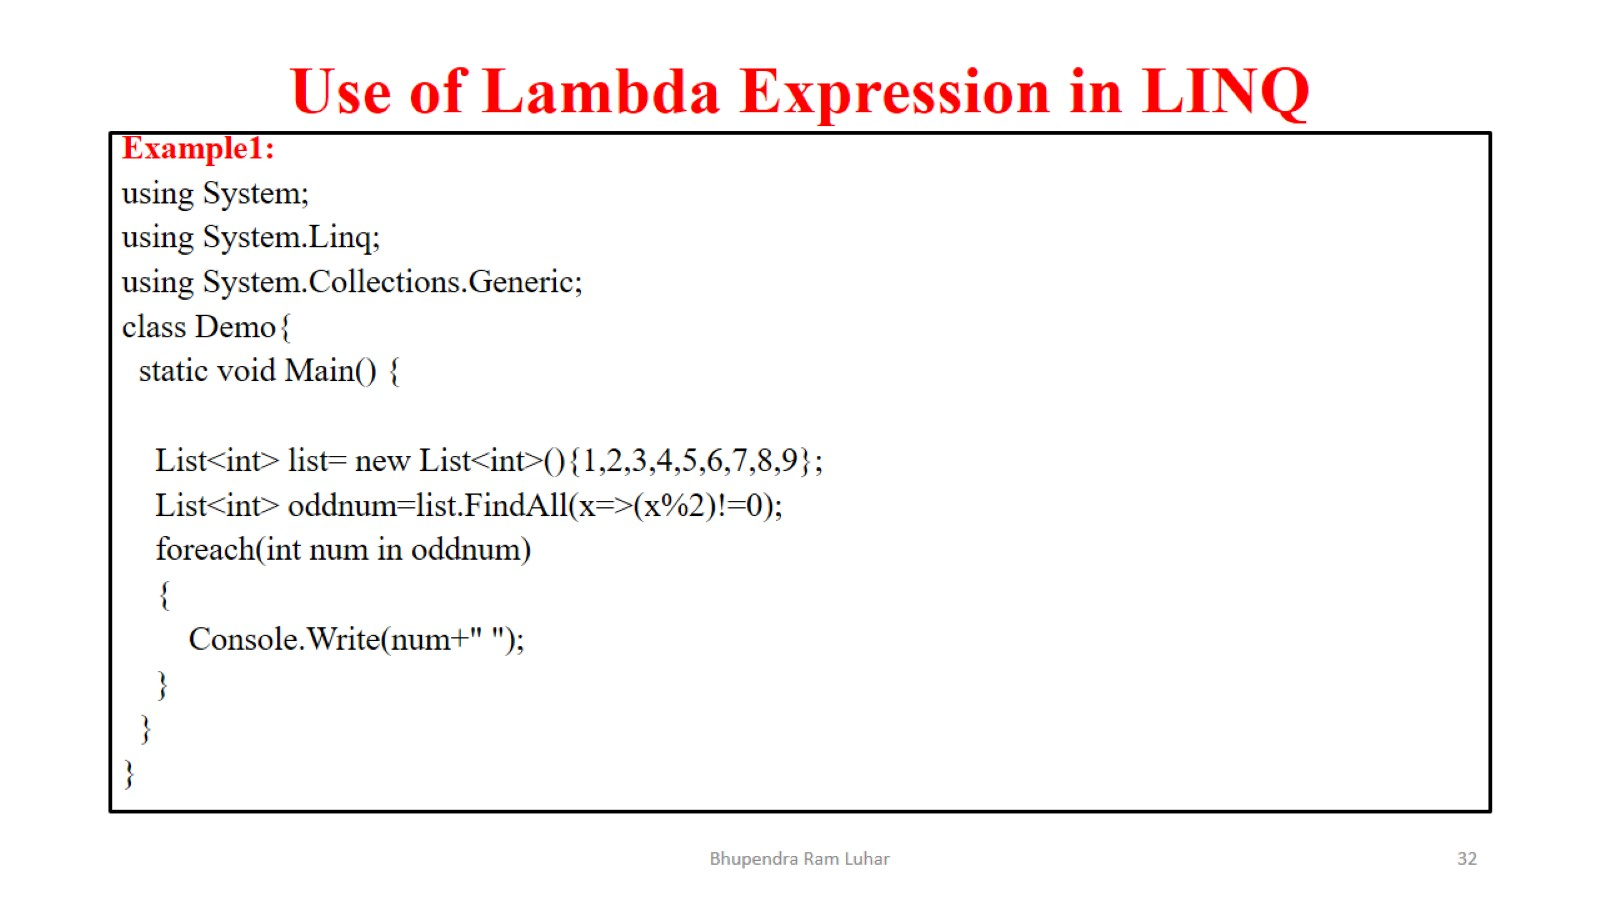 Use of Lambda Expression in LINQ
Example1:
using System;
using System.Linq;
using System.Collections.Generic;
class Demo{
static void Main() {
List<int> list= new List<int>(){1,2,3,4,5,6,7,8,9};
List<int> oddnum=list.FindAll(x=>(x%2)!=0);
foreach(int num in oddnum)
{
Console.Write(num+" ");
}
}
}
Bhupendra Ram Luhar
32